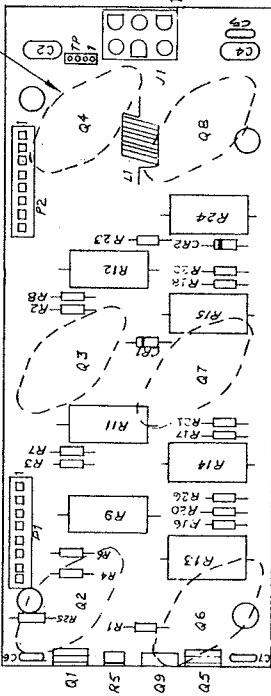 C5
C2
TP
1
C4
J1
Q4
Q8
L1
P2
1
R24
R23
CR2
R12
R22
R18
R8
R2
R15
Q3
CR1
Q7
R11
R21
R17
R7
R3
R14
P1
1
R9
R26
R20
R16
R6
R4
R13
Q2
R25
R1
Q6
C6
C7
Q1
R5
Q9
Q5